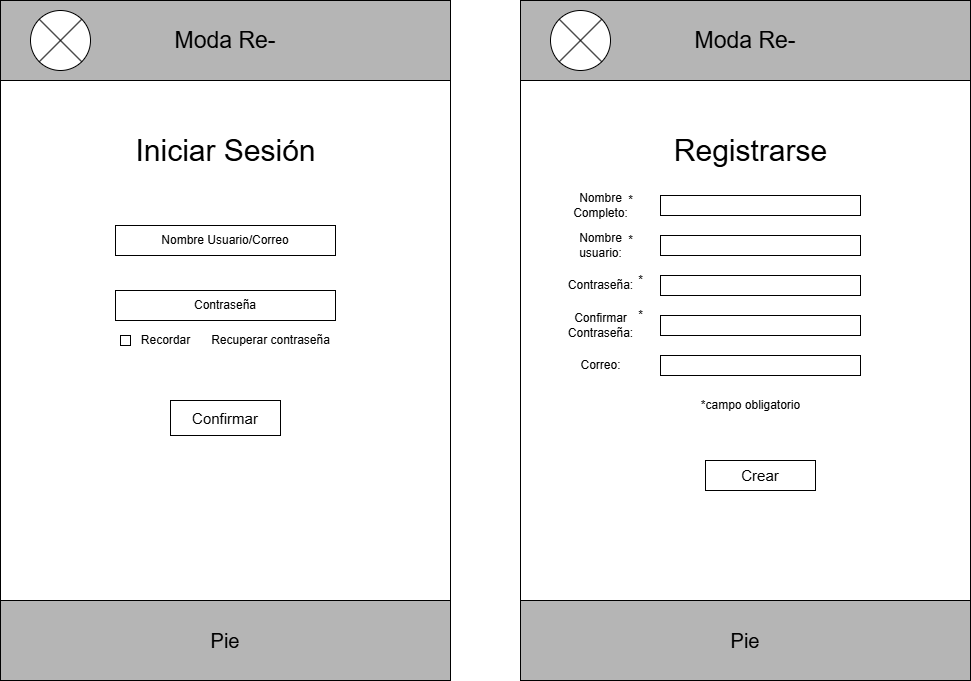 Moda Re-
Iniciar Sesión
Nombre Usuario/Correo
Contraseña
Recordar
Recuperar contraseña
Confirmar
Pie
Moda Re-
Registrarse
Nombre *
Completo:
Nombre *
usuario:
Contraseña: *
Confirmar *
Contraseña:
Correo:
*campo obligatorio
Crear
Pie